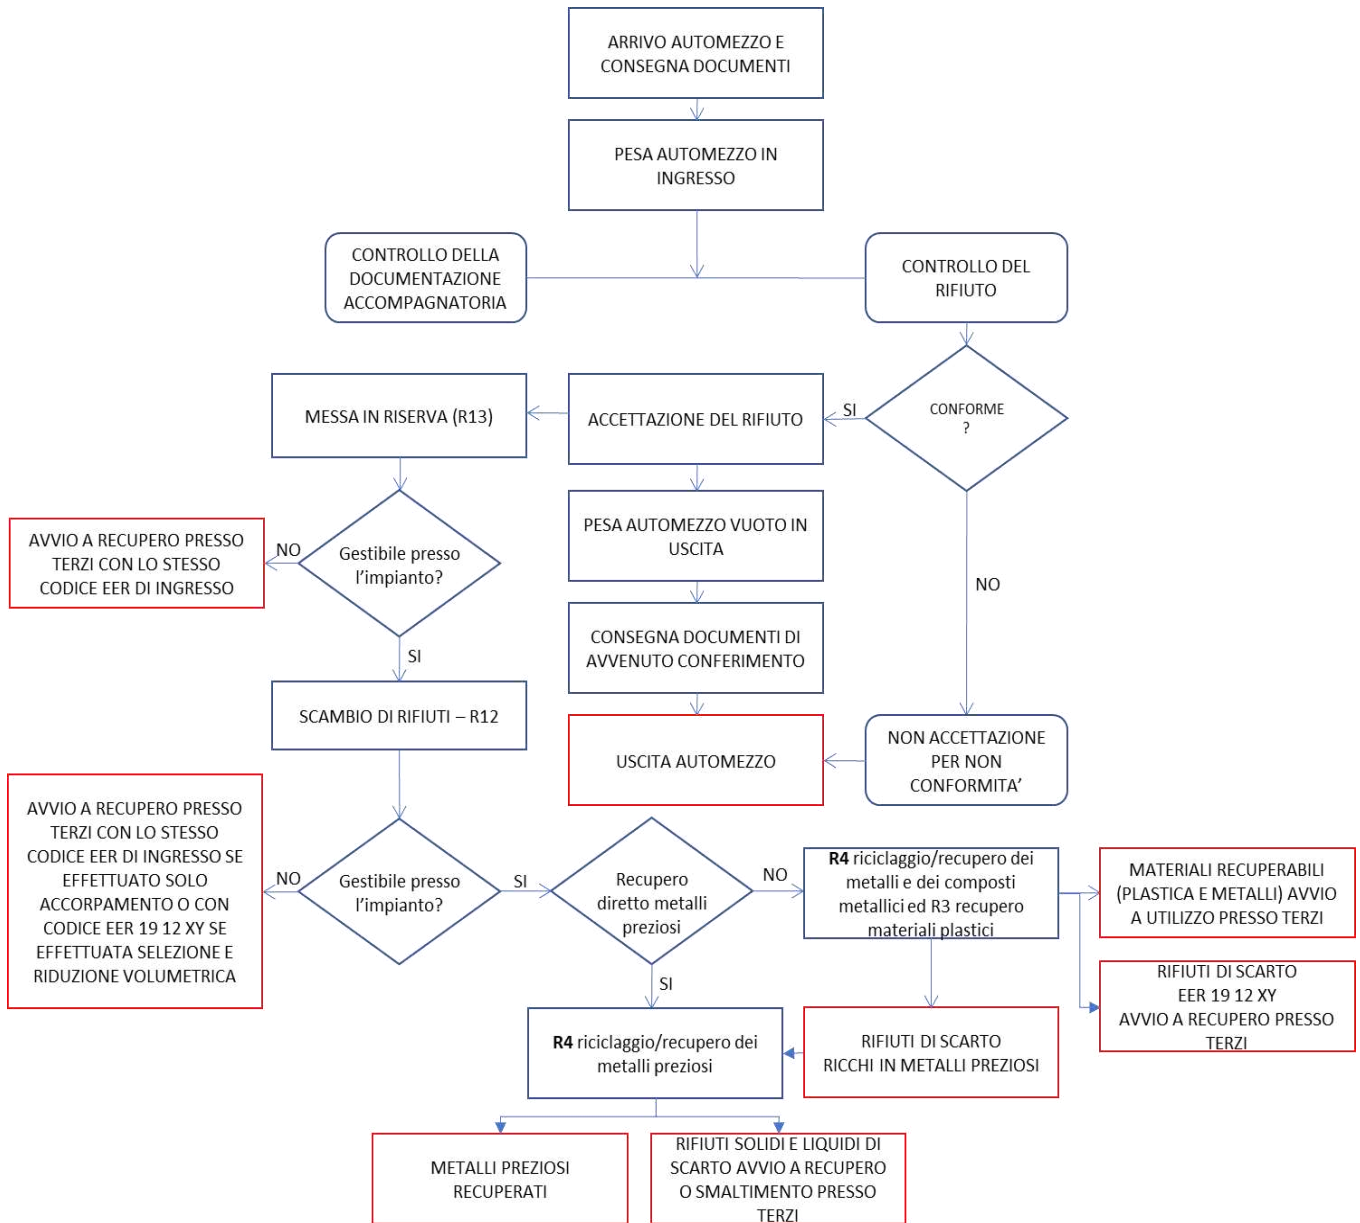 ARRIVO AUTOMEZZO E
CONSEGNA DOCUMENTI
PESA AUTOMEZZO IN
INGRESSO
CONTROLLO DELLA
DOCUMENTAZIONE
ACCOMPAGNATORIA
CONTROLLO DEL
RIFIUTO
MESSA IN RISERVA (R13)
ACCETTAZIONE DEL RIFIUTO
SI
CONFORME
?
AVVIO A RECUPERO PRESSO
TERZI CON LO STESSO
CODICE EER DI INGRESSO
NO
Gestibile presso
l'impianto?
PESA AUTOMEZZO VUOTO IN
USCITA
NO
SI
CONSEGNA DOCUMENTI DI
AVVENUTO CONFERIMENTO
SCAMBIO DI RIFIUTI – R12
USCITA AUTOMEZZO
NON ACCETTAZIONE
PER NON
CONFORMITA’
AVVIO A RECUPERO PRESSO
TERZI CON LO STESSO
CODICE EER DI INGRESSO SE
EFFETTUATO SOLO
ACCORPAMENTO O CON
CODICE EER 19 12 XY SE
EFFETTUATA SELEZIONE E
RIDUZIONE VOLUMETRICA
NO
Gestibile presso
l'impianto?
SI
Recupero
diretto metalli
preziosi
NO
R4 riciclaggio/recupero dei
metalli e dei composti
metallici ed R3 recupero
materiali plastici
MATERIALI RECUPERABILI
(PLASTICA E METALLI) AVVIO
A UTILIZZO PRESSO TERZI
SI
RIFIUTI DI SCARTO
EER 19 12 XY
AVVIO A RECUPERO PRESSO
TERZI
R4 riciclaggio/recupero dei
metalli preziosi
RIFIUTI DI SCARTO
RICCHI IN METALLI PREZIOSI
METALLI PREZIOSI
RECUPERATI
RIFIUTI SOLIDI E LIQUIDI DI
SCARTO AVVIO A RECUPERO
O SMALTIMENTO PRESSO
TERZI